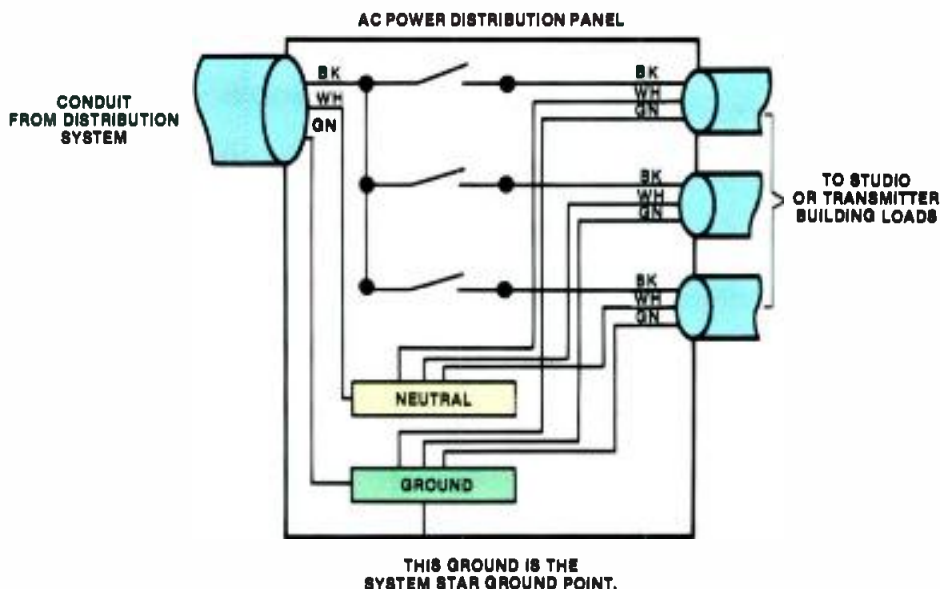 AC POWER DISTRIBUTION PANEL
CONDUIT
FROM DISTRIBUTION
SYSTEM
BK
WH
GN
BK
WH
GN
BK
WH
GN
BK
WH
GN
TO STUDIO
OR TRANSMITTER
BUILDING LOADS
NEUTRAL
GROUND
THIS GROUND IS THE
SYSTEM STAR GROUND POINT.